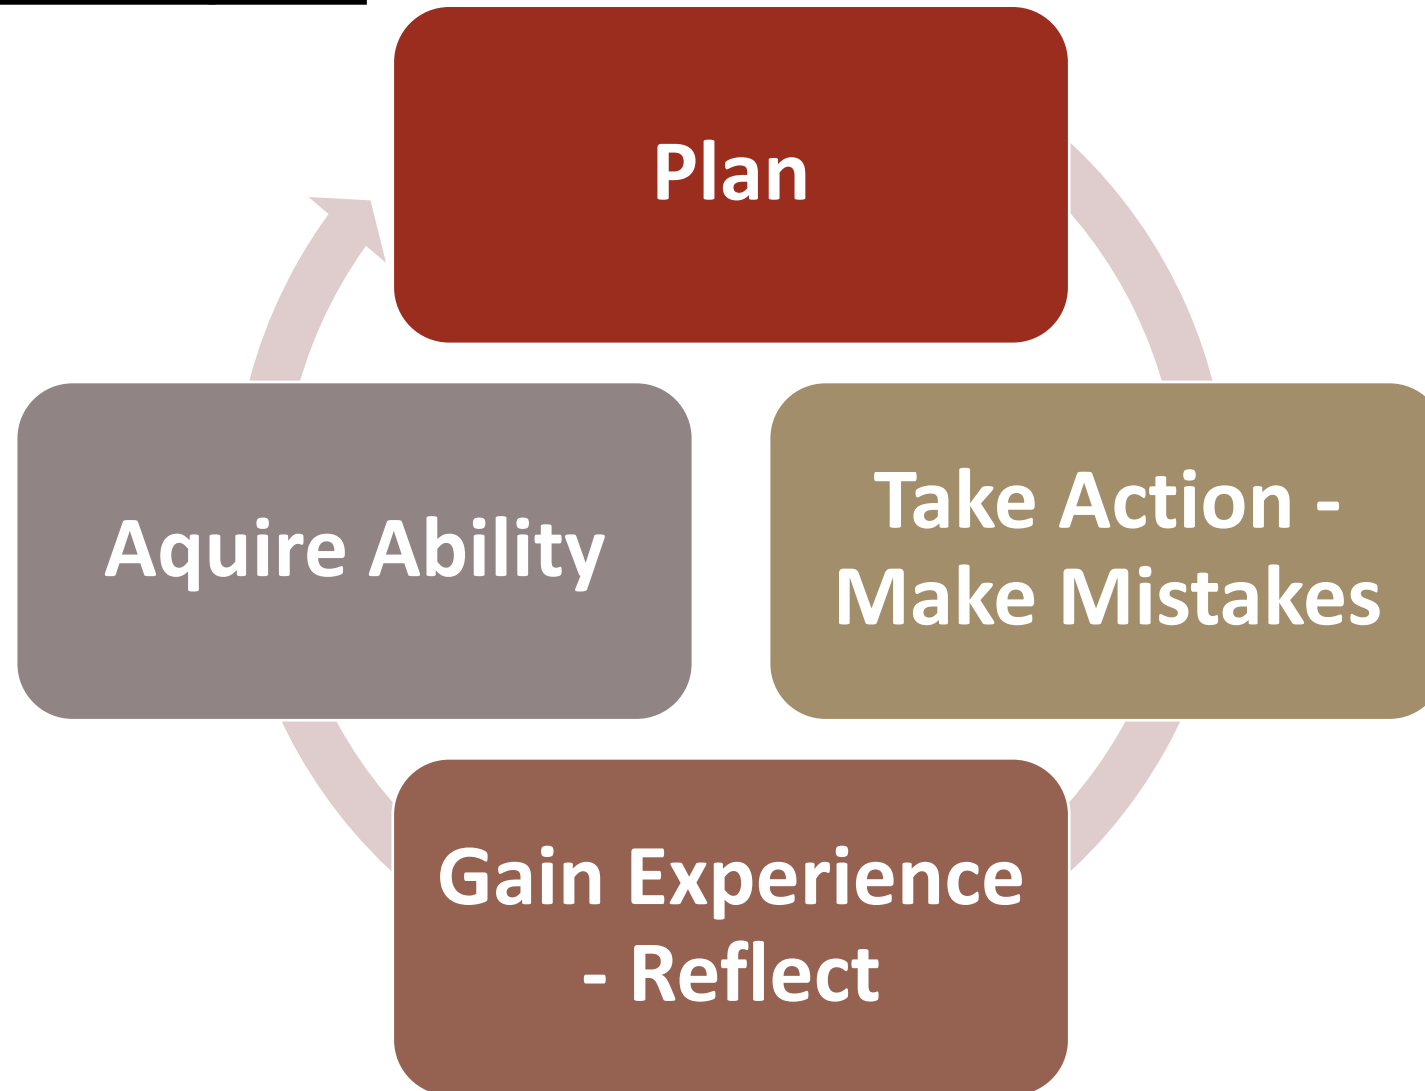 Plan
Take Action -
Make Mistakes
Gain Experience
- Reflect
Aquire Ability